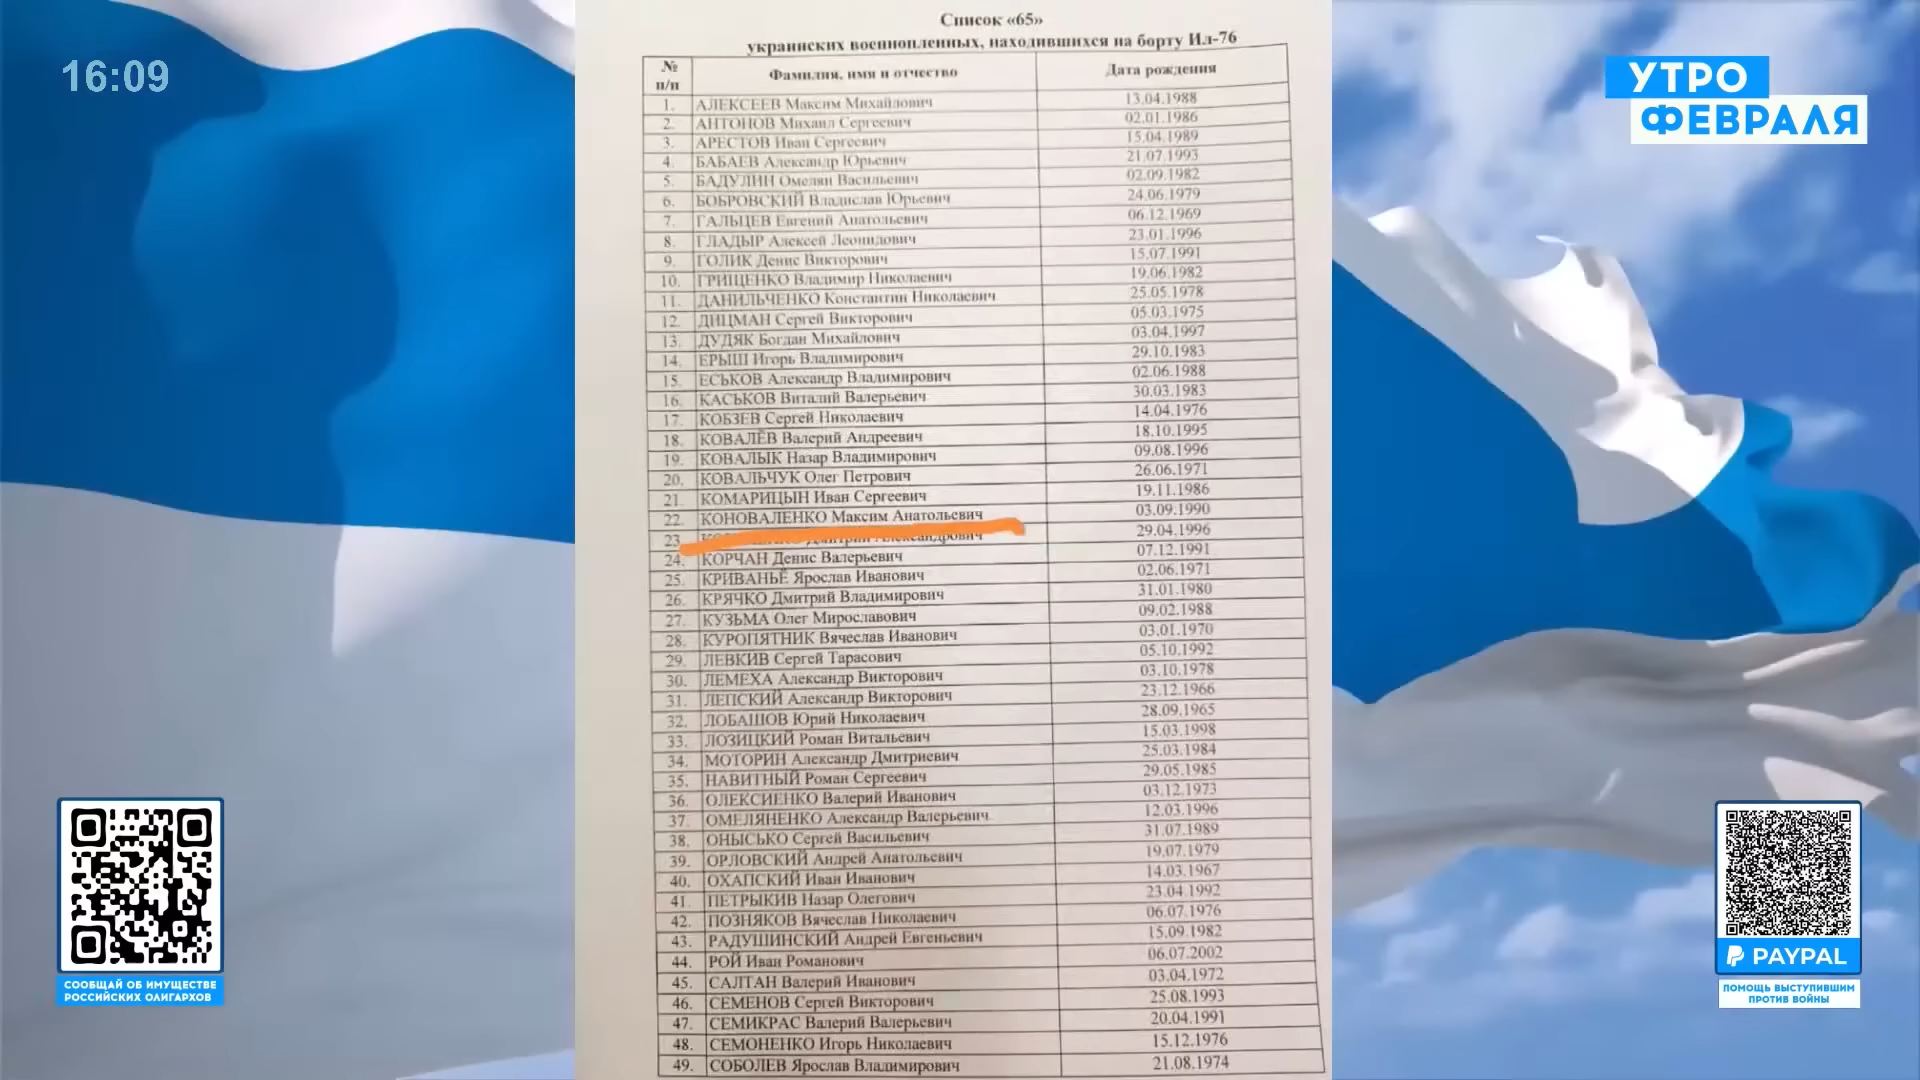 16:09
УТРО
ФЕВРАЛЯ
Список «65»
украинских военнопленных, находившихся на борту Ил-76
№ п/п Фамилия, имя и отчество Дата рождения
1. АЛЕКСЕЕВ Максим Михайлович 13.04.1988
2. АНТОНОВ Михаил Сергеевич 02.01.1986
3. АРЕСТОВ Иван Сергеевич 15.04.1989
4. БАБАЕВ Александр Юрьевич 21.07.1993
5. БАДУЛИН Омелян Васильевич 02.09.1982
6. БОБРОВСКИЙ Владислав Юрьевич 24.06.1979
7. ГАЛЬЦЕВ Евгений Анатольевич 06.12.1969
8. ГЛАДЫР Алексей Леонидович 23.01.1996
9. ГОЛИК Денис Викторович 15.07.1991
10. ГРИЩЕНКО Владимир Николаевич 19.06.1982
11. ДАНИЛЬЧЕНКО Константин Николаевич 25.05.1978
12. ДИЦМАН Сергей Викторович 05.03.1975
13. ДУДЯК Богдан Михайлович 03.04.1997
14. ЕРЫШ Игорь Владимирович 29.10.1983
15. ЕСЬКОВ Александр Владимирович 02.06.1988
16. КАСЬКОВ Виталий Валерьевич 30.03.1983
17. КОБЗЕВ Сергей Николаевич 14.04.1976
18. КОВАЛЁВ Валерий Андреевич 18.10.1995
19. КОВАЛЫК Назар Владимирович 09.08.1996
20. КОВАЛЬЧУК Олег Петрович 26.06.1971
21. КОМАРИЦЫН Иван Сергеевич 19.11.1986
22. КОНОВАЛЕНКО Максим Анатольевич 03.09.1990
23. Дмитрий Александрович 29.04.1996
24. КОРЧАН Денис Валерьевич 07.12.1991
25. КРИВАНЬЁ Ярослав Иванович 02.06.1971
26. КРЯЧКО Дмитрий Владимирович 31.01.1980
27. КУЗЬМА Олег Мирославович 09.02.1988
28. КУРОПЯТНИК Вячеслав Иванович 03.01.1970
29. ЛЕВКИВ Сергей Тарасович 05.10.1992
30. ЛЕМЕХА Александр Викторович 03.10.1978
31. ЛЕПСКИЙ Александр Викторович 23.12.1966
32. ЛОБАШОВ Юрий Николаевич 28.09.1965
33. ЛОЗИЦКИЙ Роман Витальевич 15.03.1998
34. МОТОРИН Александр Дмитриевич 25.03.1984
35. НАВИТНЫЙ Роман Сергеевич 29.05.1985
36. ОЛЕКСИЕНКО Валерий Иванович 03.12.1973
37. ОМЕЛЯНЕНКО Александр Валерьевич 12.03.1996
38. ОНЫСЬКО Сергей Васильевич 31.07.1989
39. ОРЛОВСКИЙ Андрей Анатольевич 19.07.1979
40. ОХАПСКИЙ Иван Иванович 14.03.1967
41. ПЕТРЫКИВ Назар Олегович 23.04.1992
42. ПОЗНЯКОВ Вячеслав Николаевич 06.07.1976
43. РАДУШИНСКИЙ Андрей Евгеньевич 15.09.1982
44. РОЙ Иван Романович 06.07.2002
45. САЛТАН Валерий Иванович 03.04.1972
46. СЕМЕНОВ Сергей Викторович 25.08.1993
47. СЕМИКРАС Валерий Валерьевич 20.04.1991
48. СЕМОНЕНКО Игорь Николаевич 15.12.1976
49. СОБОЛЕВ Ярослав Владимирович 21.08.1974
СООБЩАЙ ОБ ИМУЩЕСТВЕ
РОССИЙСКИХ ОЛИГАРХОВ
PAYPAL
ПОМОЩЬ ВЫСТУПИВШИМ
ПРОТИВ ВОЙНЫ